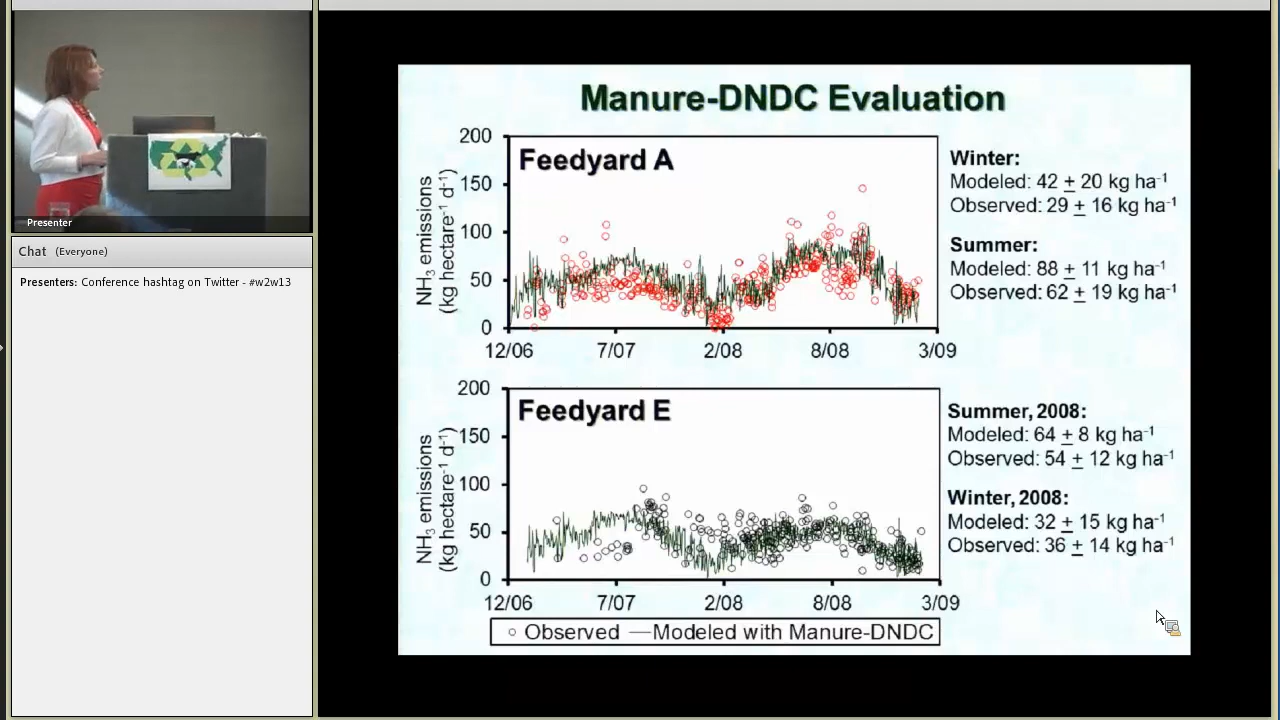 Presenter
Chat (Everyone)
Presenters: Conference hashtag on Twitter - #w2w13
Manure-DNDC Evaluation
Feedyard A
NH3 emissions
(kg hectare-1 d-1)
200
150
100
50
0
12/06 7/07 2/08 8/08 3/09
Winter:
Modeled: 42 ± 20 kg ha-1
Observed: 29 ± 16 kg ha-1
Summer:
Modeled: 88 ± 11 kg ha-1
Observed: 62 ± 19 kg ha-1
Feedyard E
NH3 emissions
(kg hectare-1 d-1)
200
150
100
50
0
12/06 7/07 2/08 8/08 3/09
Summer, 2008:
Modeled: 64 ± 8 kg ha-1
Observed: 54 ± 12 kg ha-1
Winter, 2008:
Modeled: 32 ± 15 kg ha-1
Observed: 36 ± 14 kg ha-1
Observed Modeled with Manure-DNDC